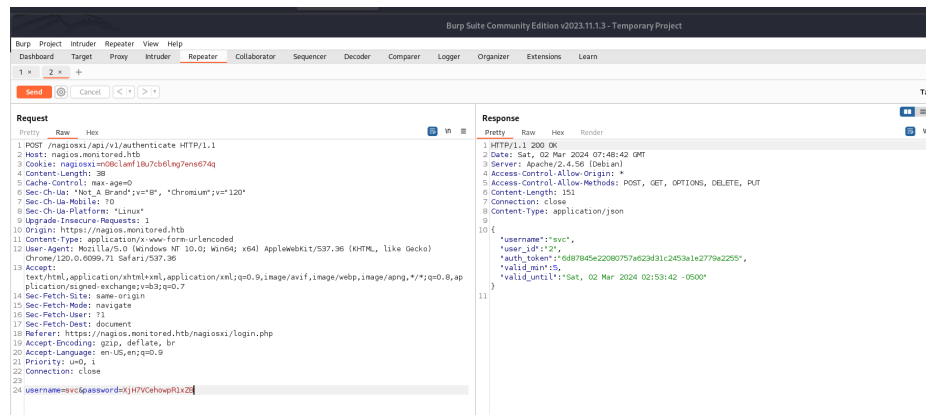 Burp Suite Community Edition v2023.11.1.3 - Temporary Project
Burp Project Intruder Repeater View Help
Dashboard Target Proxy Intruder Repeater Collaborator Sequencer Decoder Comparer Logger Organizer Extensions Learn
1 × 2 × +
Send Cancel < >
Request
Pretty Raw Hex
\n
1 POST /nagiosxi/api/v1/authenticate HTTP/1.1
2 Host: nagios.monitored.htb
3 Cookie: nagiosxi=n08clamf18u7cb6lmg7ens674q
4 Content-Length: 38
5 Cache-Control: max-age=0
6 Sec-Ch-Ua: "Not_A Brand";v="8", "Chromium";v="120"
7 Sec-Ch-Ua-Mobile: ?0
8 Sec-Ch-Ua-Platform: "Linux"
9 Upgrade-Insecure-Requests: 1
10 Origin: https://nagios.monitored.htb
11 Content-Type: application/x-www-form-urlencoded
12 User-Agent: Mozilla/5.0 (Windows NT 10.0; Win64; x64) AppleWebKit/537.36 (KHTML, like Gecko)
Chrome/120.0.6099.71 Safari/537.36
13 Accept:
text/html,application/xhtml+xml,application/xml;q=0.9,image/avif,image/webp,image/apng,*/*;q=0.8,ap
plication/signed-exchange;v=b3;q=0.7
14 Sec-Fetch-Site: same-origin
15 Sec-Fetch-Mode: navigate
16 Sec-Fetch-User: ?1
17 Sec-Fetch-Dest: document
18 Referer: https://nagios.monitored.htb/nagiosxi/login.php
19 Accept-Encoding: gzip, deflate, br
20 Accept-Language: en-US,en;q=0.9
21 Priority: u=0, i
22 Connection: close
23
24 username=svc&password=XjH7VCehowpR1xZB
Response
Pretty Raw Hex Render
1 HTTP/1.1 200 OK
2 Date: Sat, 02 Mar 2024 07:48:42 GMT
3 Server: Apache/2.4.56 (Debian)
4 Access-Control-Allow-Origin: *
5 Access-Control-Allow-Methods: POST, GET, OPTIONS, DELETE, PUT
6 Content-Length: 151
7 Connection: close
8 Content-Type: application/json
9
10 {
"username":"svc",
"user_id":"2",
"auth_token":"6d87845e22080757a623d31c2453a1e2779a2255",
"valid_min":5,
"valid_until":"Sat, 02 Mar 2024 02:53:42 -0500"
}
11